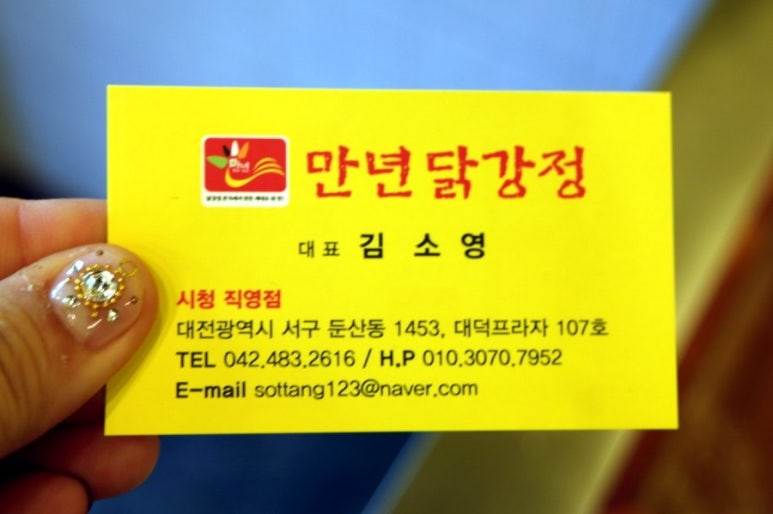 만년
만년닭강정
대표 김 소 영
시청 직영점
대전광역시 서구 둔산동 1453, 대덕프라자 107호
TEL 042.483.2616 / H.P 010.3070.7952
E-mail sottang123@naver.com